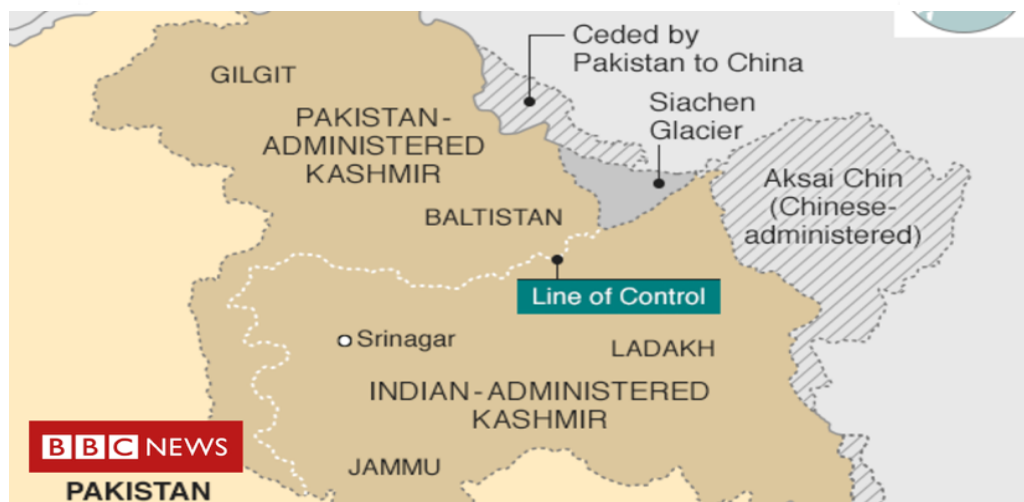 Ceded by
Pakistan to China
GILGIT
Siachen
Glacier
PAKISTAN-
ADMINISTERED
KASHMIR
Aksai Chin
(Chinese-
administered)
BALTISTAN
Line of Control
Srinagar
LADAKH
INDIAN-ADMINISTERED
KASHMIR
BBC NEWS
JAMMU
PAKISTAN